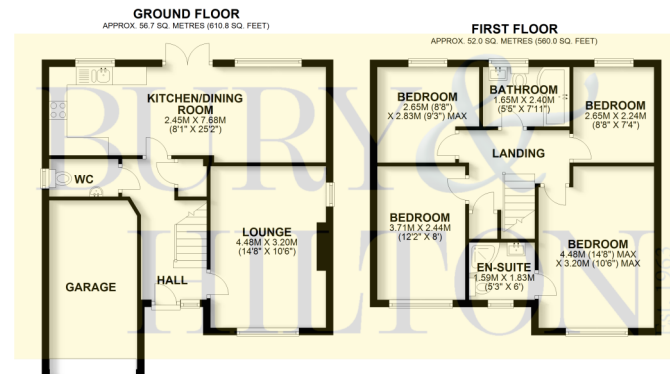 GROUND FLOOR
APPROX. 56.7 SQ. METRES (610.8 SQ. FEET)
KITCHEN/DINING
ROOM
2.45M X 7.68M
(8'1" X 25'2")
WC
LOUNGE
4.48M X 3.20M
(14'8" X 10'6")
HALL
GARAGE
FIRST FLOOR
APPROX. 52.0 SQ. METRES (560.0 SQ. FEET)
BEDROOM
2.65M (8'8")
X 2.83M (9'3") MAX
BATHROOM
1.65M X 2.40M
(5'5" X 7'11")
BEDROOM
2.65M X 2.24M
(8'8" X 7'4")
LANDING
BEDROOM
3.71M X 2.44M
(12'2" X 8')
EN-SUITE
1.59M X 1.83M
(5'3" X 6')
BEDROOM
4.48M (14'8") MAX
X 3.20M (10'6") MAX
BURY &
HILTON